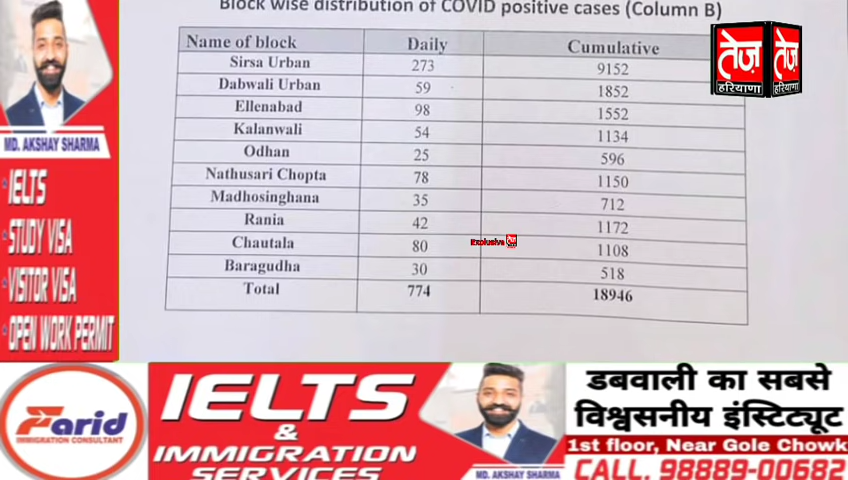 Block wise distribution of COVID positive cases (Column B)
Name of block Daily Cumulative
Sirsa Urban 273 9152
Dabwali Urban 59 1852
Ellenabad 98 1552
Kalanwali 54 1134
Odhan 25 596
Nathusari Chopta 78 1150
Madhosinghana 35 712
Rania 42 1172
Chautala 80 1108
Baragudha 30 518
Total 774 18946
तेज़ तेज़
हरियाणा हरियाणा
Exclusive तेज़
MD. AKSHAY SHARMA
IELTS
STUDY VISA
VISITOR VISA
OPEN WORK PERMIT
Farid
IMMIGRATION CONSULTANT
IELTS
&
IMMIGRATION
SERVICES
MD. AKSHAY SHARMA
डबवाली का सबसे
विश्वसनीय इंस्टिट्यूट
1st floor, Near Gole Chowk
CALL. 98889-00682